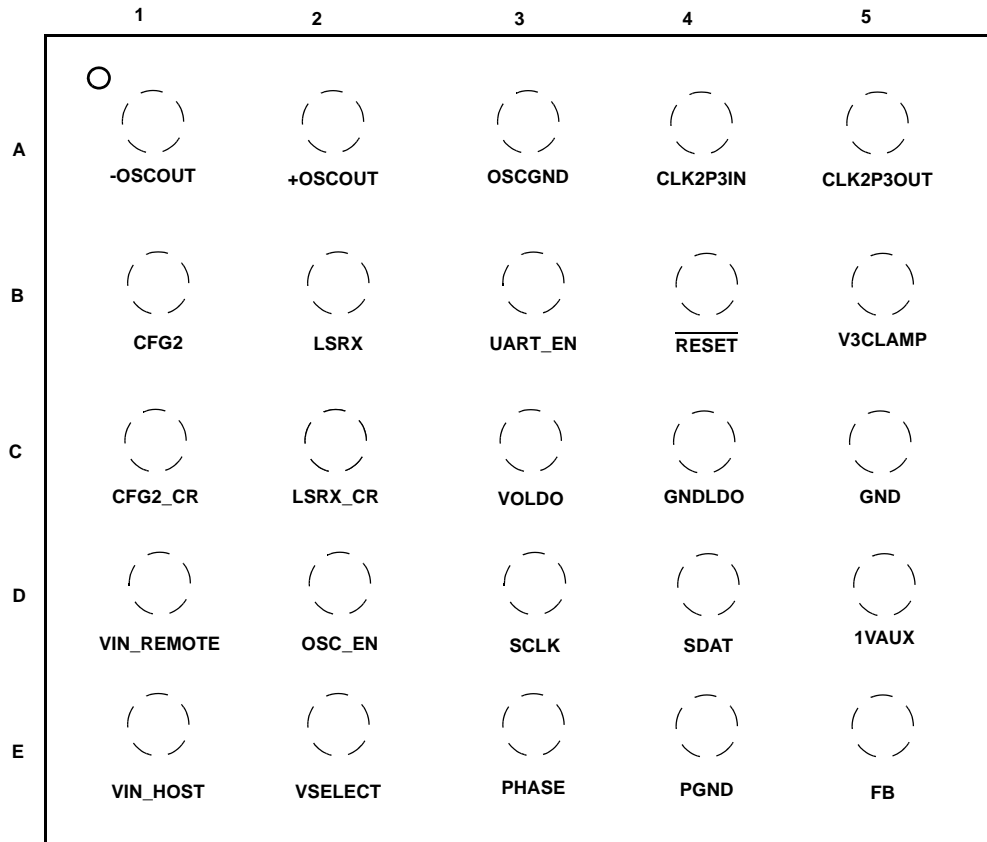 1 2 3 4 5
A
-OSCOUT +OSCOUT OSCGND CLK2P3IN CLK2P3OUT
B
CFG2 LSRX UART_EN RESET V3CLAMP
C
CFG2_CR LSRX_CR VOLDO GNDLDO GND
D
VIN_REMOTE OSC_EN SCLK SDAT 1VAUX
E
VIN_HOST VSELECT PHASE PGND FB